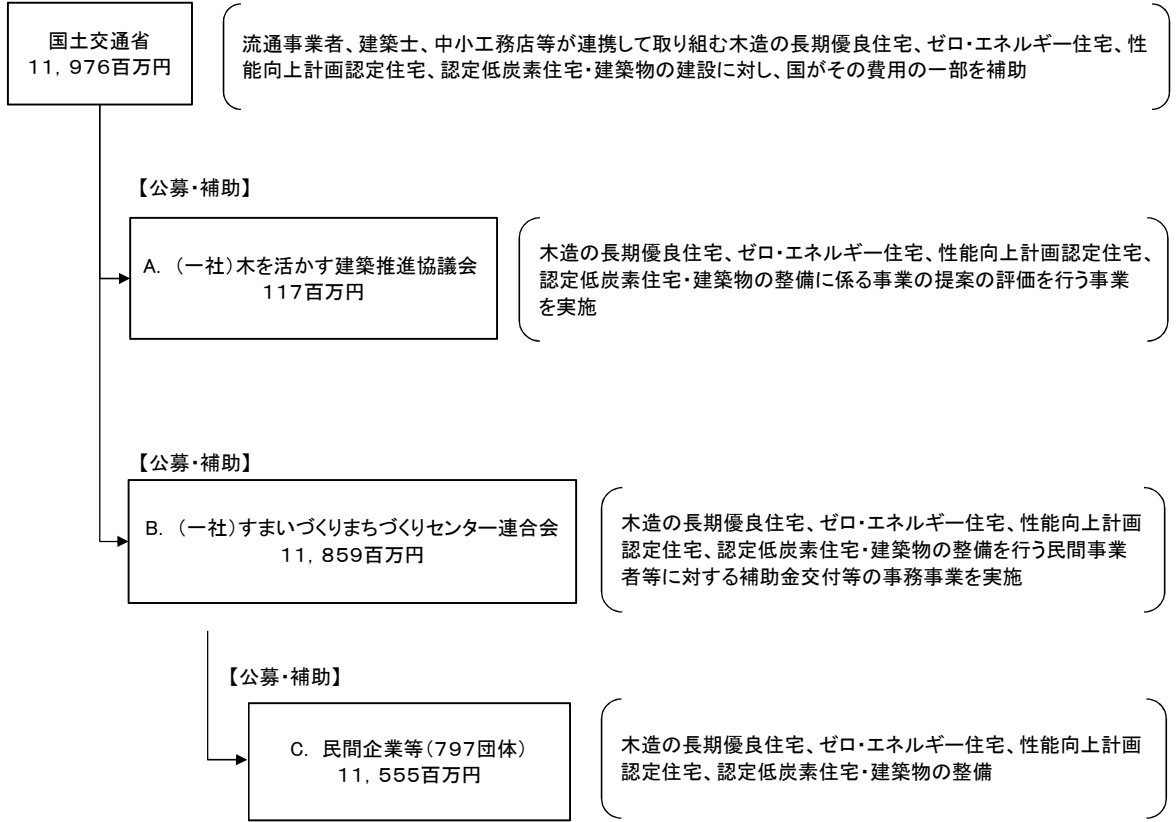 国土交通省
11,976百万円
流通事業者、建築士、中小工務店等が連携して取り組む木造の長期優良住宅、ゼロ・エネルギー住宅、性
能向上計画認定住宅、認定低炭素住宅・建築物の建設に対し、国がその費用の一部を補助
【公募・補助】
A. (一社)木を活かす建築推進協議会
117百万円
木造の長期優良住宅、ゼロ・エネルギー住宅、性能向上計画認定住宅、
認定低炭素住宅・建築物の整備に係る事業の提案の評価を行う事業
を実施
【公募・補助】
B. (一社)すまいづくりまちづくりセンター連合会
11,859百万円
木造の長期優良住宅、ゼロ・エネルギー住宅、性能向上計画
認定住宅、認定低炭素住宅・建築物の整備を行う民間事業
者等に対する補助金交付等の事務事業を実施
【公募・補助】
C. 民間企業等(797団体)
11,555百万円
木造の長期優良住宅、ゼロ・エネルギー住宅、性能向上計画
認定住宅、認定低炭素住宅・建築物の整備